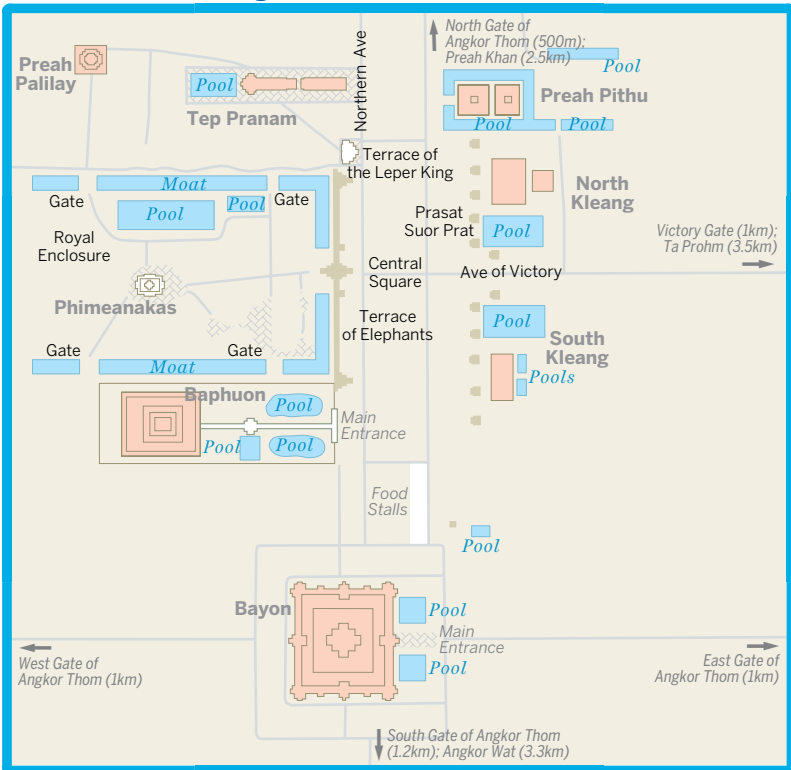 North Gate of
Angkor Thom (500m);
Preah Khan (2.5km)
Pool
Preah
Palilay
Pool
Tep Pranam
Northern Ave
Preah Pithu
Pool
Pool
Terrace of
the Leper King
Moat
Gate
Pool
Pool
Gate
North
Kleang
Royal
Enclosure
Prasat
Suor Prat
Pool
Victory Gate (1km);
Ta Prohm (3.5km)
Central
Square
Ave of Victory
Phimeanakas
Terrace
of Elephants
Pool
South
Kleang
Gate
Gate
Moat
Pools
Baphuon
Pool
Main
Entrance
Pool
Pool
Food
Stalls
Pool
Bayon
Pool
Main
Entrance
Pool
West Gate of
Angkor Thom (1km)
East Gate of
Angkor Thom (1km)
South Gate of Angkor Thom
(1.2km); Angkor Wat (3.3km)